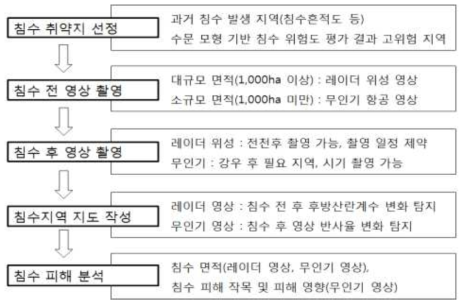 침수 취약지 선정
과거 침수 발생 지역(침수흔적도 등)
수문 모형 기반 침수 위험도 평가 결과 고위험 지역
침수 전 영상 촬영
대규모 면적(1,000ha 이상) : 레이더 위성 영상
소규모 면적(1,000ha 미만) : 무인기 항공 영상
침수 후 영상 촬영
레이더 위성 : 전천후 촬영 가능, 촬영 일정 제약
무인기 : 강우 후 필요 지역, 시기 촬영 가능
침수지역 지도 작성
레이더 영상 : 침수 전 후 후방산란계수 변화 탐지
무인기 영상 : 침수 후 영상 반사율 변화 탐지
침수 피해 분석
침수 면적(레이더 영상, 무인기 영상),
침수 피해 작목 및 피해 영향(무인기 영상)